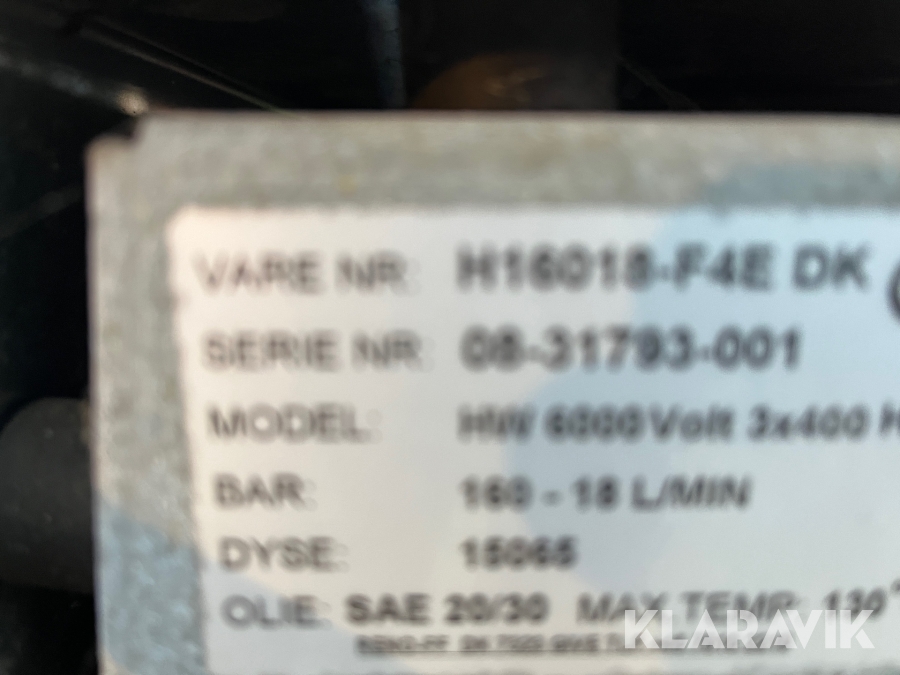 VARE NR: H16018-F4E DK
SERIE NR: 08-31793-001
MODEL: HW 6000 Volt 3x400 H
BAR: 160 - 18 L/MIN
DYSE: 15065
OLIE: SAE 20/30 MAX TEMP: 130°
KLARAVIK